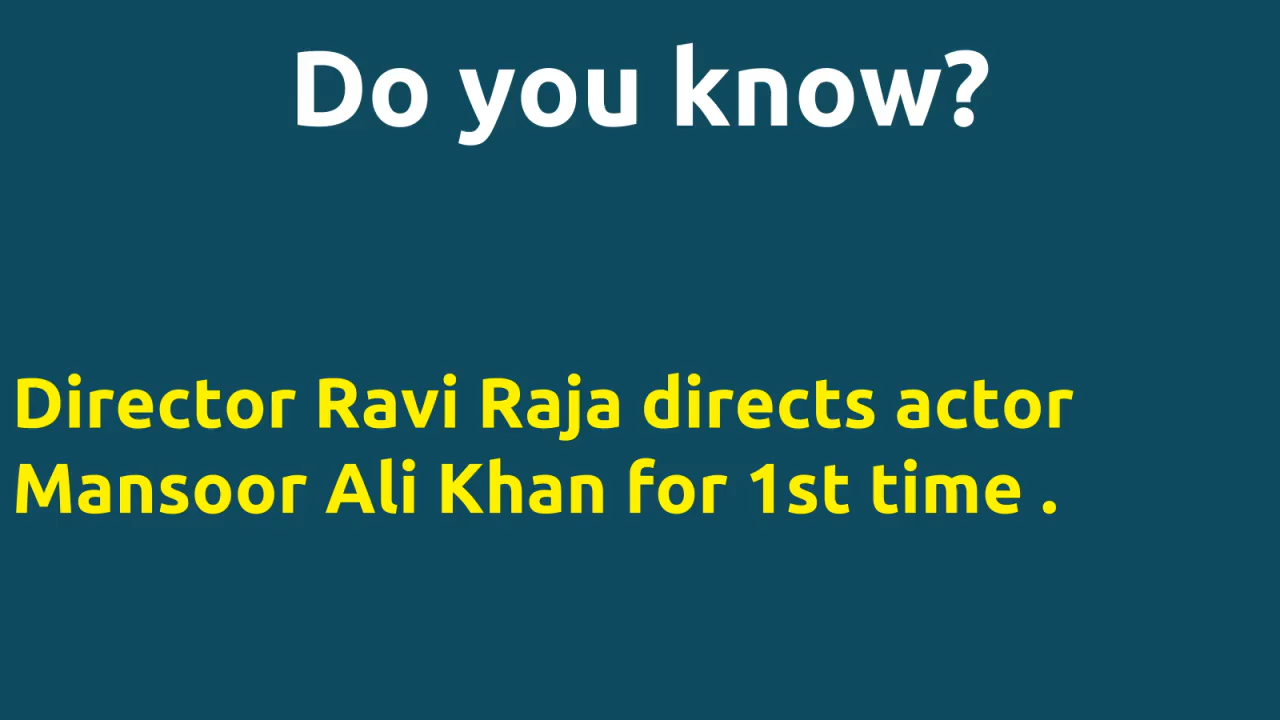 Do you know?
Director Ravi Raja directs actor
Mansoor Ali Khan for 1st time .